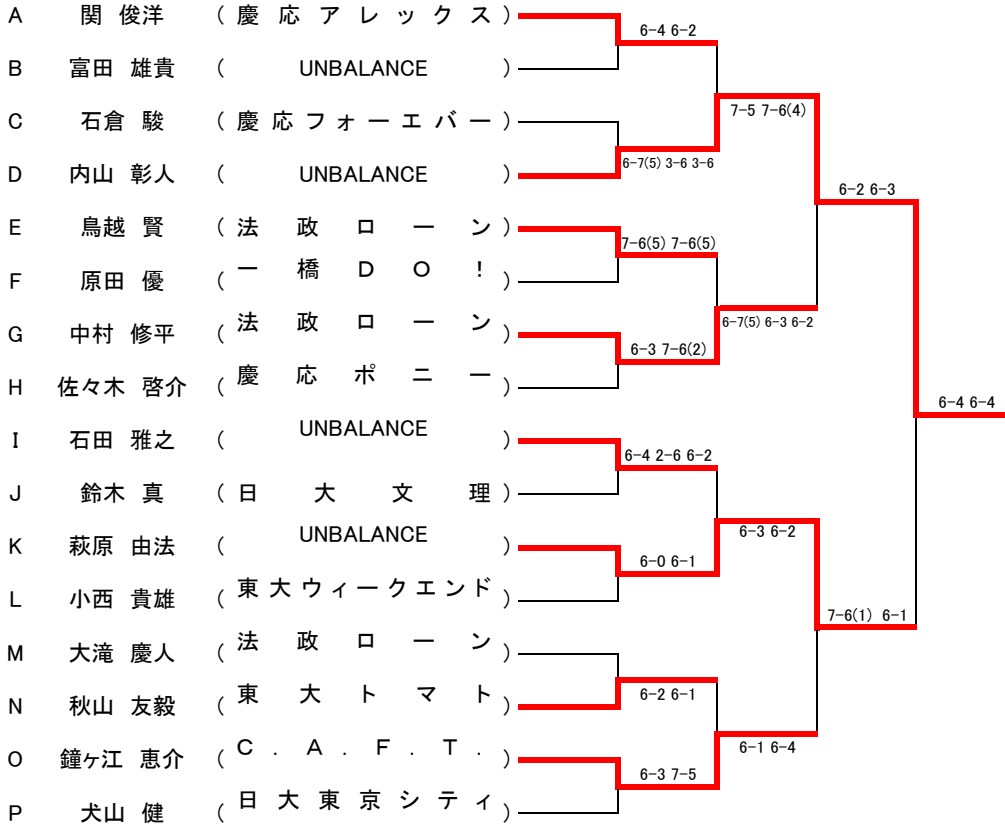 A 関 俊洋 (慶応アレックス)
6-4 6-2
B 富田 雄貴 (UNBALANCE)
7-5 7-6(4)
C 石倉 駿 (慶応フォーエバー)
6-7(5) 3-6 3-6
D 内山 彰人 (UNBALANCE)
6-2 6-3
E 鳥越 賢 (法政ローン)
7-6(5) 7-6(5)
F 原田 優 (一橋DO!)
6-7(5) 6-3 6-2
G 中村 修平 (法政ローン)
6-3 7-6(2)
H 佐々木 啓介 (慶応ポニー)
6-4 6-4
I 石田 雅之 (UNBALANCE)
6-4 2-6 6-2
J 鈴木 真 (日大文理)
6-3 6-2
K 萩原 由法 (UNBALANCE)
6-0 6-1
L 小西 貴雄 (東大ウィークエンド)
7-6(1) 6-1
M 大滝 慶人 (法政ローン)
6-2 6-1
N 秋山 友毅 (東大トマト)
6-1 6-4
O 鐘ヶ江 恵介 (C.A.F.T.)
6-3 7-5
P 犬山 健 (日大東京シティ)